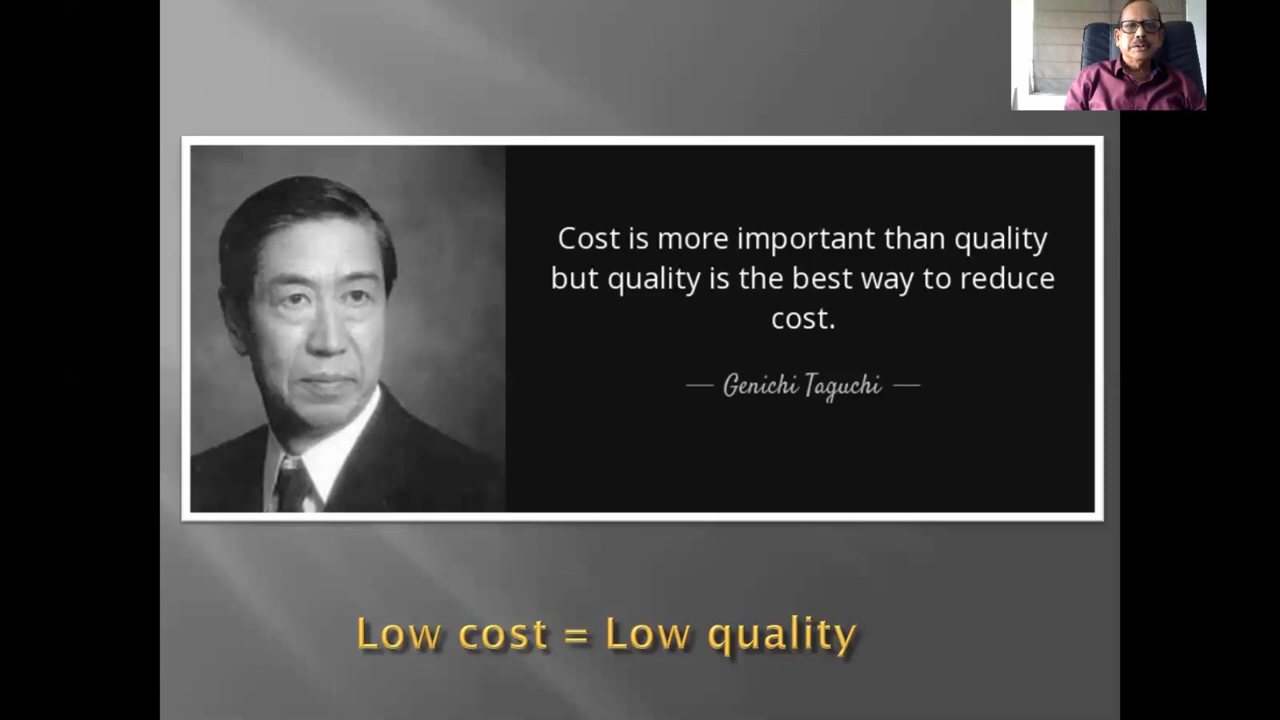 Cost is more important than quality
but quality is the best way to reduce
cost.
— Genichi Taguchi —
Low cost = Low quality